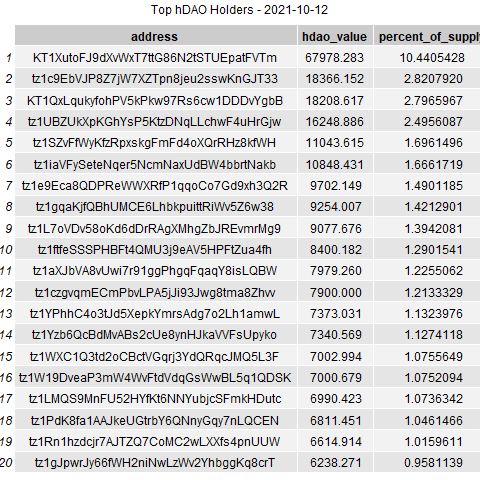 Top hDAO Holders - 2021-10-12
address hdao_value percent_of_supply
1 KT1XutoFJ9dXvWxT7ttG86N2tSTUEpatFVTm 67978.283 10.4405428
2 tz1c9EbVJP8Z7jW7XZTpn8jeu2sswKnGJT33 18366.152 2.8207920
3 KT1QxLqukyfohPV5kPkw97Rs6cw1DDDvYgbB 18208.617 2.7965967
4 tz1UBZUkXpKGhYsP5KtzDNqLLchwF4uHrGjw 16248.886 2.4956087
5 tz1SZvFfWyKfzRpxskgFmFd4oXQrRHz8kfWH 11043.615 1.6961496
6 tz1iaVFySeteNqer5NcmNaxUdBW4bbrtNakb 10848.431 1.6661719
7 tz1e9Eca8QDPReWWXRfP1qqoCo7Gd9xh3Q2R 9702.149 1.4901185
8 tz1gqaKjfQBhUMCE6LhbkpuittRiWv5Z6w38 9254.007 1.4212901
9 tz1L7oVDv58oKd6dDrRAgXMhgZbJREvmrMg9 9077.676 1.3942081
10 tz1ftfeSSSPHBFt4QMU3j9eAV5HPFtZua4fh 8400.182 1.2901541
11 tz1aXJbVA8vUwi7r91ggPhgqFqaqY8isLQBW 7979.260 1.2255062
12 tz1czgvqmECmPbvLPA5jJi93Jwg8tma8Zhvv 7900.000 1.2133329
13 tz1YPhhC4o3tJd5XepkYmrsAdg7o2Lh1amwL 7373.031 1.1323976
14 tz1Yzb6QcBdMvABs2cUe8ynHJkaVVFsUpyko 7340.569 1.1274118
15 tz1WXC1Q3td2oCBctVGqrj3YdQRqcJMQ5L3F 7002.994 1.0755649
16 tz1W19DveaP3mW4WvFtdVdqGsWwBL5q1QDSK 7000.679 1.0752094
17 tz1LMQS9MnFU52HYfKt6NNYubjcSFmkHDutc 6990.423 1.0736342
18 tz1PdK8fa1AAJkeUGtrbY6QNnyGqy7nLQCEN 6811.451 1.0461466
19 tz1Rn1hzdcjr7AJTZQ7CoMC2wLXXfs4pnUUW 6614.914 1.0159611
20 tz1gJpwrJy66fWH2niNwLzWv2YhbggKq8crT 6238.271 0.9581139